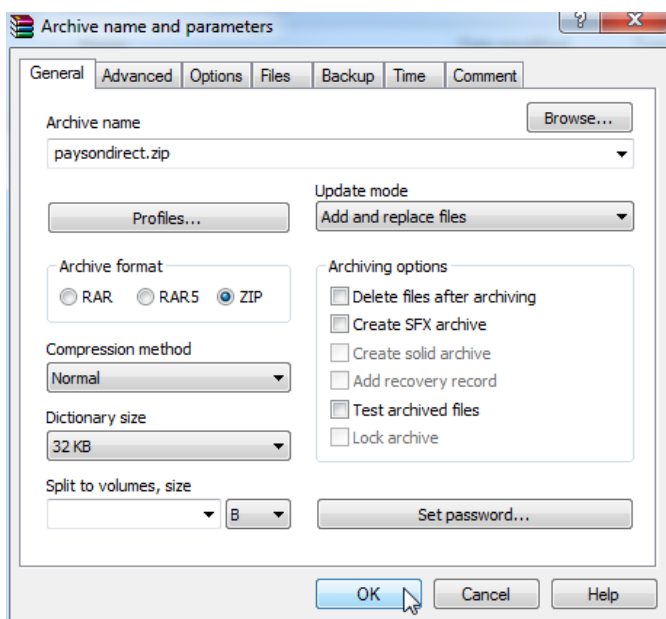 Archive name and parameters
?
General Advanced Options Files Backup Time Comment
Archive name
Browse...
paysondirect.zip
Update mode
Profiles...
Add and replace files
Archive format
RAR RAR5 ZIP
Archiving options
Delete files after archiving
Create SFX archive
Create solid archive
Add recovery record
Test archived files
Lock archive
Compression method
Normal
Dictionary size
32 KB
Split to volumes, size
B
Set password...
OK Cancel Help